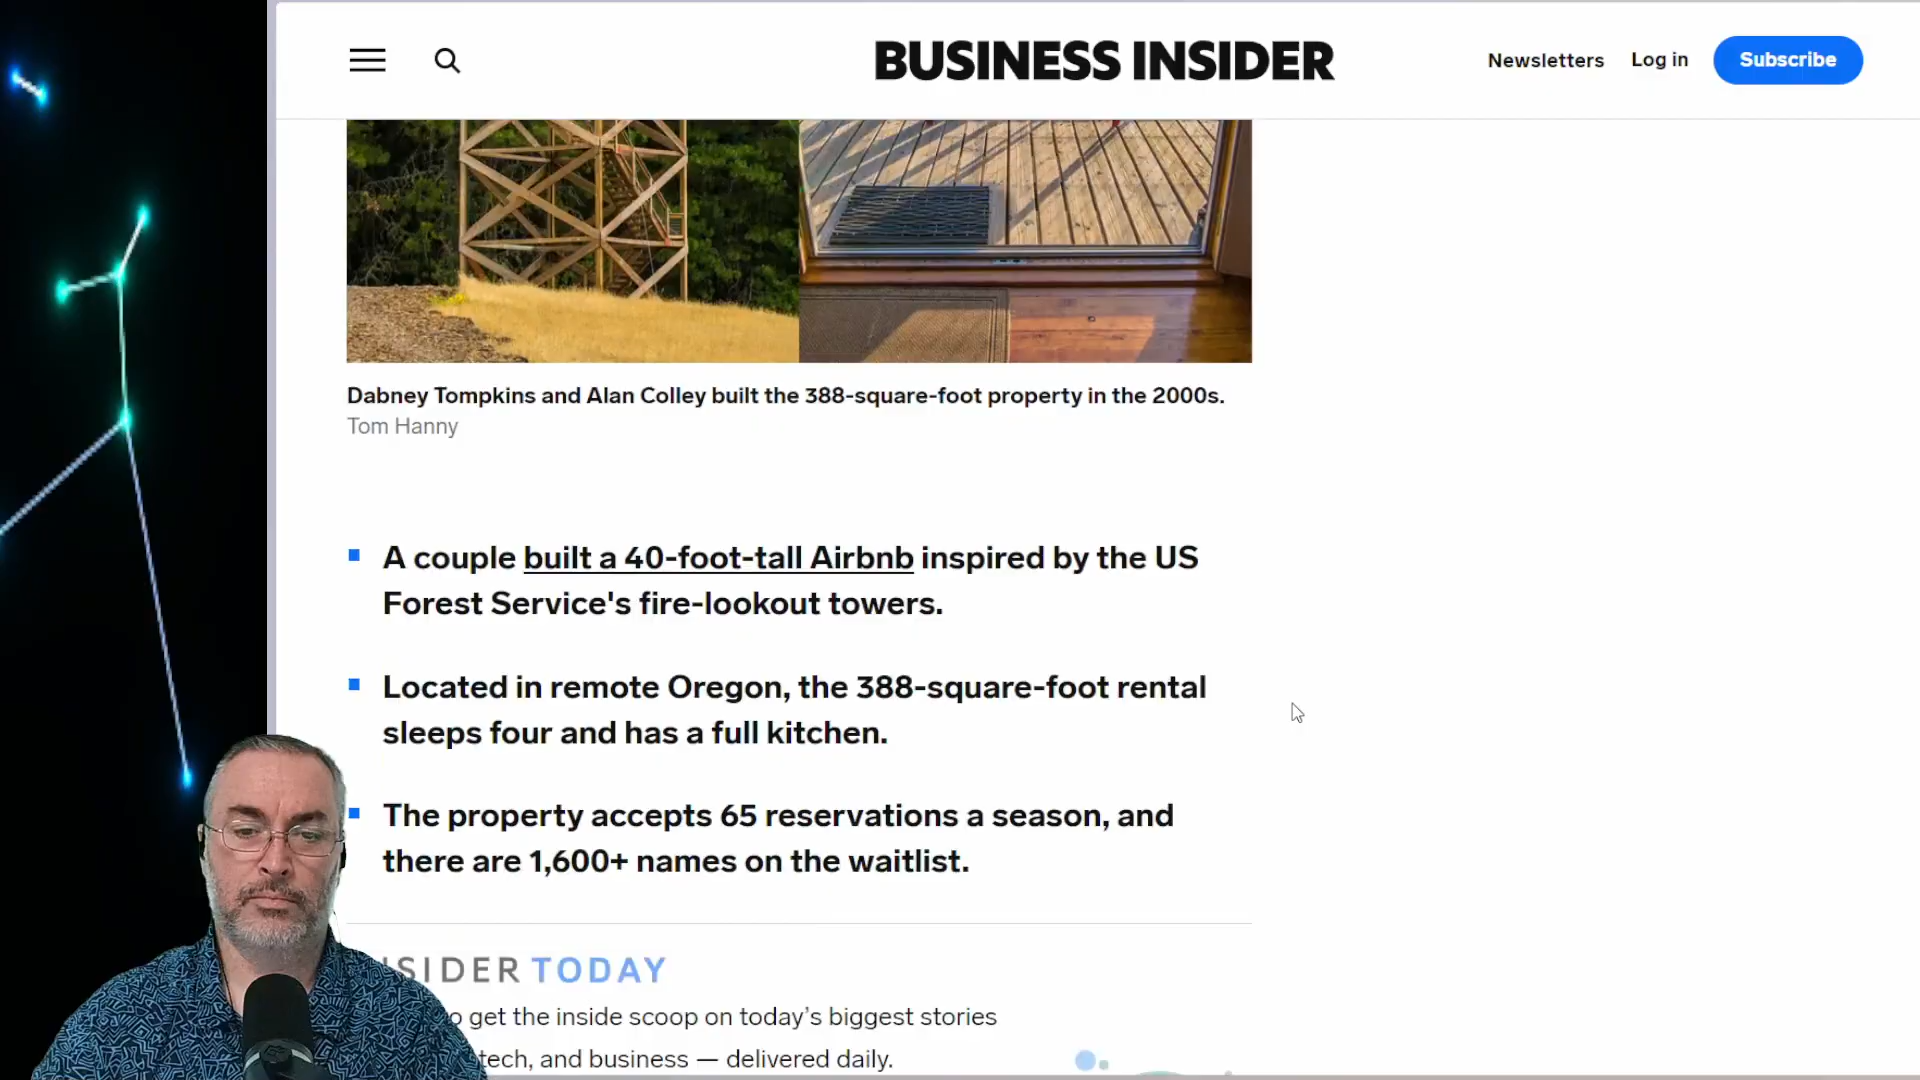 BUSINESS INSIDER
Newsletters
Log in
Subscribe
Dabney Tompkins and Alan Colley built the 388-square-foot property in the 2000s.
Tom Hanny
A couple built a 40-foot-tall Airbnb inspired by the US
Forest Service's fire-lookout towers.
Located in remote Oregon, the 388-square-foot rental
sleeps four and has a full kitchen.
The property accepts 65 reservations a season, and
there are 1,600+ names on the waitlist.
SIDER TODAY
o get the inside scoop on today's biggest stories
tech, and business — delivered daily.